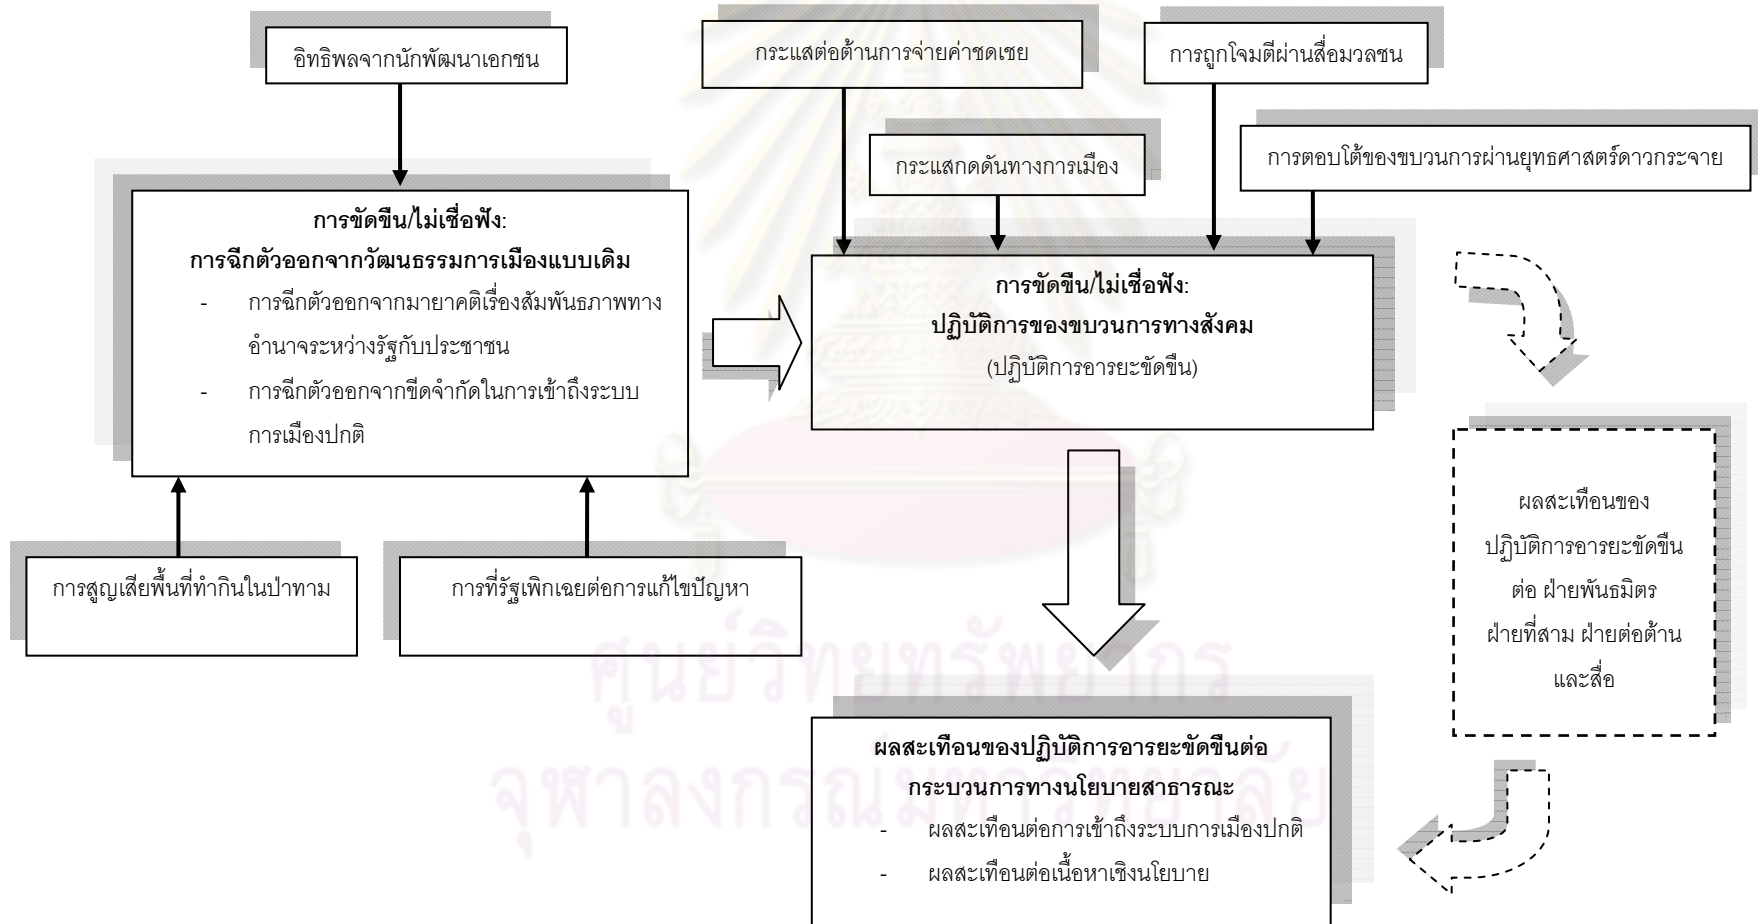 อิทธิพลจากนักพัฒนาเอกชน
กระแสต่อต้านการจ่ายค่าชดเชย
การถูกโจมตีผ่านสื่อมวลชน
กระแสกดดันทางการเมือง
การตอบโต้ของขบวนการผ่านยุทธศาสตร์ดาวกระจาย
การขัดขืน/ไม่เชื่อฟัง:
การฉีกตัวออกจากวัฒนธรรมการเมืองแบบเดิม
- การฉีกตัวออกจากมายาคติเรื่องสัมพันธภาพทาง
อำนาจระหว่างรัฐกับประชาชน
- การฉีกตัวออกจากขีดจำกัดในการเข้าถึงระบบ
การเมืองปกติ
การขัดขืน/ไม่เชื่อฟัง:
ปฏิบัติการของขบวนการทางสังคม
(ปฏิบัติการอารยะขัดขืน)
การสูญเสียพื้นที่ทำกินในป่าทาม
การที่รัฐเพิกเฉยต่อการแก้ไขปัญหา
ผลสะเทือนของ
ปฏิบัติการอารยะขัดขืน
ต่อ ฝ่ายพันธมิตร
ฝ่ายที่สาม ฝ่ายต่อต้าน
และสื่อ
ผลสะเทือนของปฏิบัติการอารยะขัดขืนต่อ
กระบวนการทางนโยบายสาธารณะ
- ผลสะเทือนต่อการเข้าถึงระบบการเมืองปกติ
- ผลสะเทือนต่อเนื้อหาเชิงนโยบาย
ศูนย์วิทยทรัพยากร
จุฬาลงกรณ์มหาวิทยาลัย